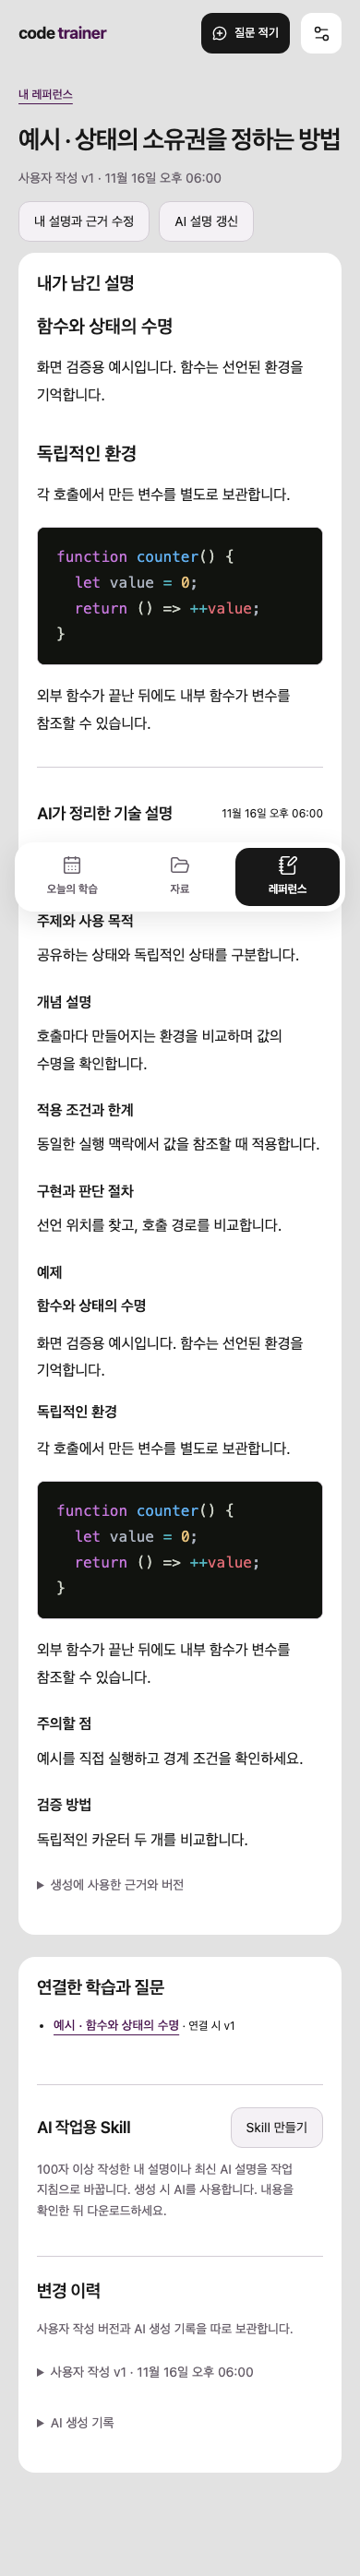 code trainer
질문 적기
내 레퍼런스
예시 · 상태의 소유권을 정하는 방법
사용자 작성 v1 · 11월 16일 오후 06:00
내 설명과 근거 수정
AI 설명 갱신
내가 남긴 설명
함수와 상태의 수명
화면 검증용 예시입니다. 함수는 선언된 환경을
기억합니다.
독립적인 환경
각 호출에서 만든 변수를 별도로 보관합니다.
function counter() {
  let value = 0;
  return () => ++value;
}
외부 함수가 끝난 뒤에도 내부 함수가 변수를
참조할 수 있습니다.
AI가 정리한 기술 설명
11월 16일 오후 06:00
오늘의 학습
자료
레퍼런스
주제와 사용 목적
공유하는 상태와 독립적인 상태를 구분합니다.
개념 설명
호출마다 만들어지는 환경을 비교하며 값의
수명을 확인합니다.
적용 조건과 한계
동일한 실행 맥락에서 값을 참조할 때 적용합니다.
구현과 판단 절차
선언 위치를 찾고, 호출 경로를 비교합니다.
예제
함수와 상태의 수명
화면 검증용 예시입니다. 함수는 선언된 환경을
기억합니다.
독립적인 환경
각 호출에서 만든 변수를 별도로 보관합니다.
function counter() {
  let value = 0;
  return () => ++value;
}
외부 함수가 끝난 뒤에도 내부 함수가 변수를
참조할 수 있습니다.
주의할 점
예시를 직접 실행하고 경계 조건을 확인하세요.
검증 방법
독립적인 카운터 두 개를 비교합니다.
생성에 사용한 근거와 버전
연결한 학습과 질문
예시 · 함수와 상태의 수명 · 연결 시 v1
AI 작업용 Skill
Skill 만들기
100자 이상 작성한 내 설명이나 최신 AI 설명을 작업
지침으로 바꿉니다. 생성 시 AI를 사용합니다. 내용을
확인한 뒤 다운로드하세요.
변경 이력
사용자 작성 버전과 AI 생성 기록을 따로 보관합니다.
사용자 작성 v1 · 11월 16일 오후 06:00
AI 생성 기록